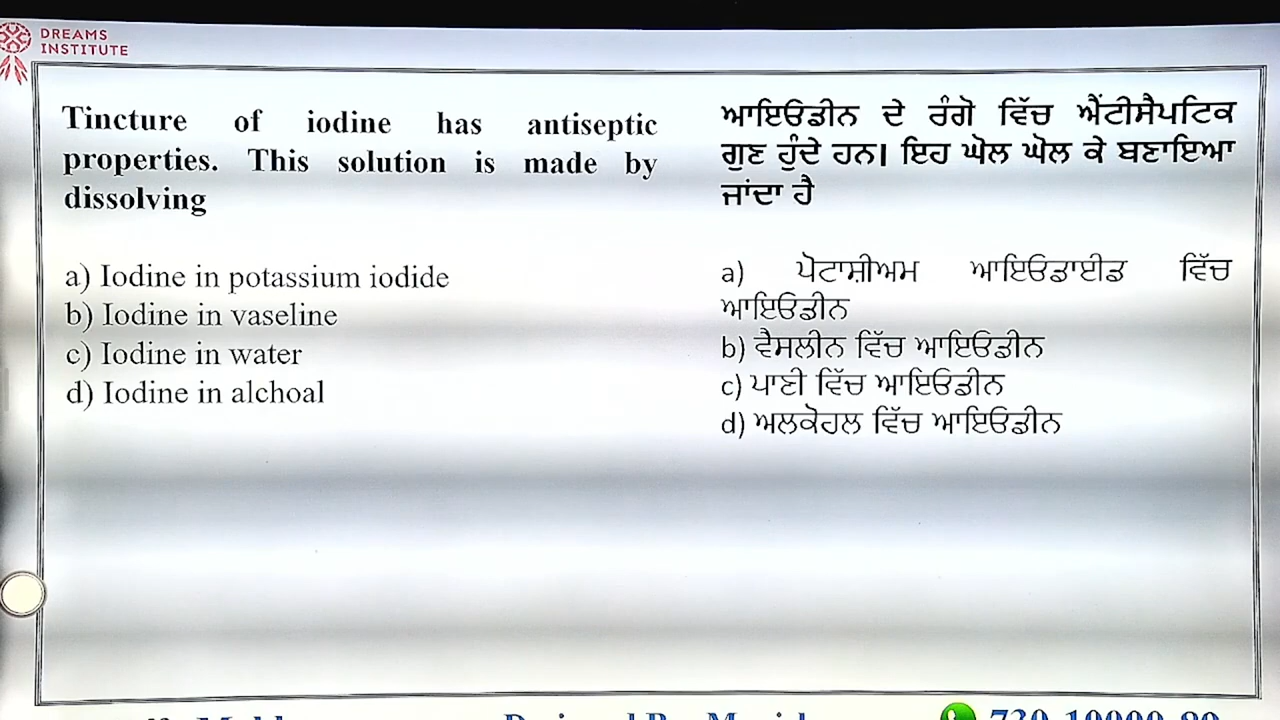 DREAMS
INSTITUTE
Tincture of iodine has antiseptic
properties. This solution is made by
dissolving
a) Iodine in potassium iodide
b) Iodine in vaseline
c) Iodine in water
d) Iodine in alchoal
ਆਇਓਡੀਨ ਦੇ ਰੰਗੋ ਵਿੱਚ ਐਂਟੀਸੈਪਟਿਕ
ਗੁਣ ਹੁੰਦੇ ਹਨ। ਇਹ ਘੋਲ ਘੋਲ ਕੇ ਬਣਾਇਆ
ਜਾਂਦਾ ਹੈ
a) ਪੋਟਾਸ਼ੀਅਮ ਆਇਓਡਾਈਡ ਵਿੱਚ
ਆਇਓਡੀਨ
b) ਵੈਸਲੀਨ ਵਿੱਚ ਆਇਓਡੀਨ
c) ਪਾਣੀ ਵਿੱਚ ਆਇਓਡੀਨ
d) ਅਲਕੋਹਲ ਵਿੱਚ ਆਇਓਡੀਨ